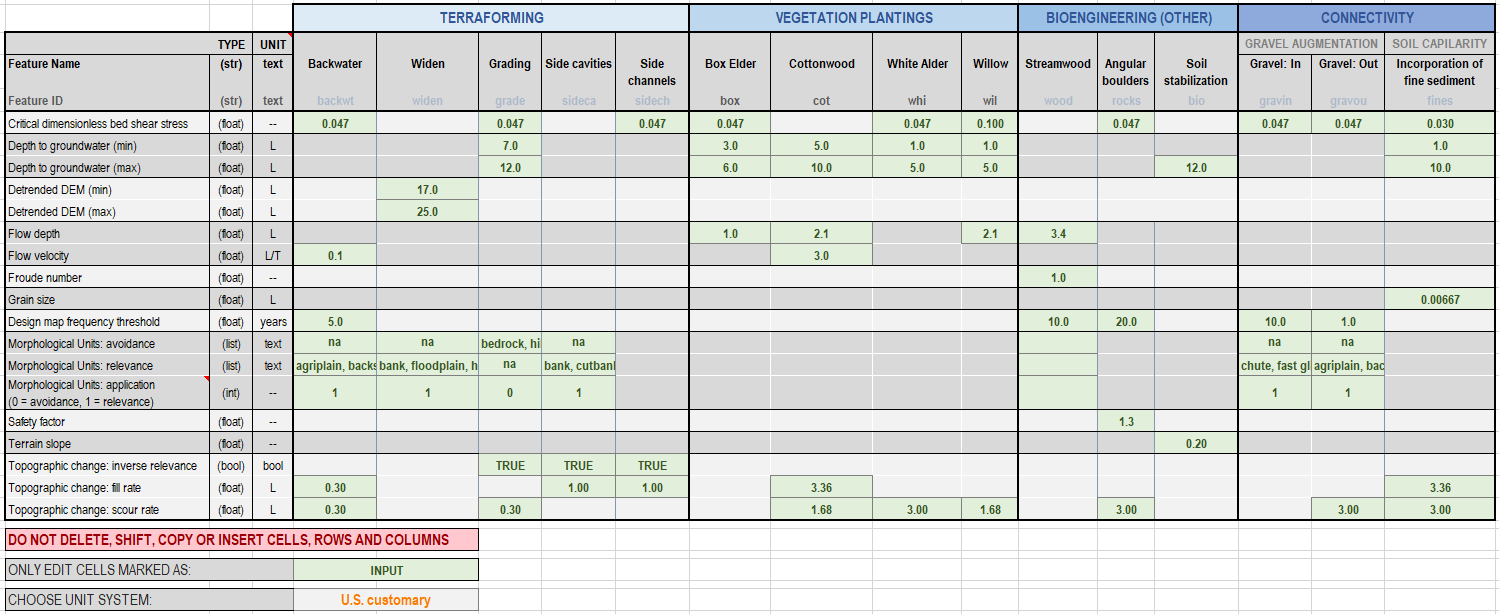 TERRAFORMING VEGETATION PLANTINGS BIOENGINEERING (OTHER) CONNECTIVITY
TYPE UNIT GRAVEL AUGMENTATION SOIL CAPILARITY
Feature Name (str) text Backwater Widen Grading Side cavities Side channels Box Elder Cottonwood White Alder Willow Streamwood Angular boulders Soil stabilization Gravel: In Gravel: Out Incorporation of fine sediment
Feature ID (str) text backwt widen grade sideca sidech box cot whi wil wood rocks bio gravin gravou fines
Critical dimensionless bed shear stress (float) -- 0.047 0.047 0.047 0.047 0.047 0.100 0.047 0.047 0.047 0.030
Depth to groundwater (min) (float) L 7.0 3.0 5.0 1.0 1.0 1.0
Depth to groundwater (max) (float) L 12.0 6.0 10.0 5.0 5.0 12.0 10.0
Detrended DEM (min) (float) L 17.0
Detrended DEM (max) (float) L 25.0
Flow depth (float) L 1.0 2.1 2.1 3.4
Flow velocity (float) L/T 0.1 3.0
Froude number (float) -- 1.0
Grain size (float) L 0.00667
Design map frequency threshold (float) years 5.0 10.0 20.0 10.0 1.0
Morphological Units: avoidance (list) text na na bedrock, hi na na na
Morphological Units: relevance (list) text agriplain, backs bank, floodplain, h na bank, cutbank chute, fast gl agriplain, bac
Morphological Units: application
(0 = avoidance, 1 = relevance) (int) -- 1 1 0 1 1 1
Safety factor (float) -- 1.3
Terrain slope (float) -- 0.20
Topographic change: inverse relevance (bool) bool TRUE TRUE TRUE
Topographic change: fill rate (float) L 0.30 1.00 1.00 3.36 3.36
Topographic change: scour rate (float) L 0.30 0.30 1.68 3.00 1.68 3.00 3.00 3.00
DO NOT DELETE, SHIFT, COPY OR INSERT CELLS, ROWS AND COLUMNS
ONLY EDIT CELLS MARKED AS: INPUT
CHOOSE UNIT SYSTEM: U.S. customary